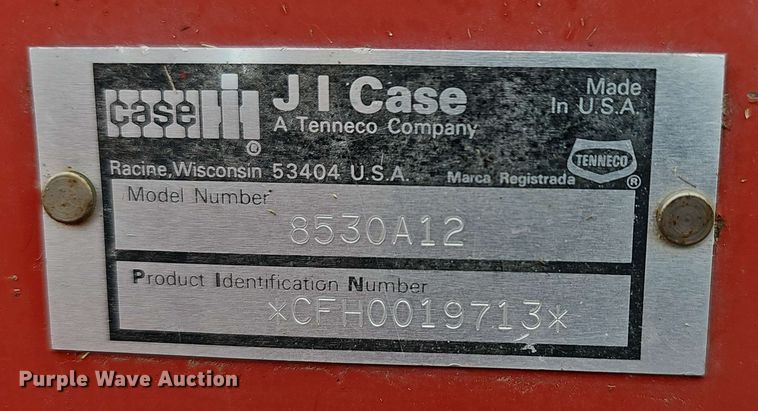 case IH ®
J I Case
A Tenneco Company
Made
In U.S.A.
Racine, Wisconsin 53404 U.S.A.
Marca Registrada
TENNECO ®
Model Number
8530A12
Product Identification Number
*CFH0019713*
Purple Wave Auction